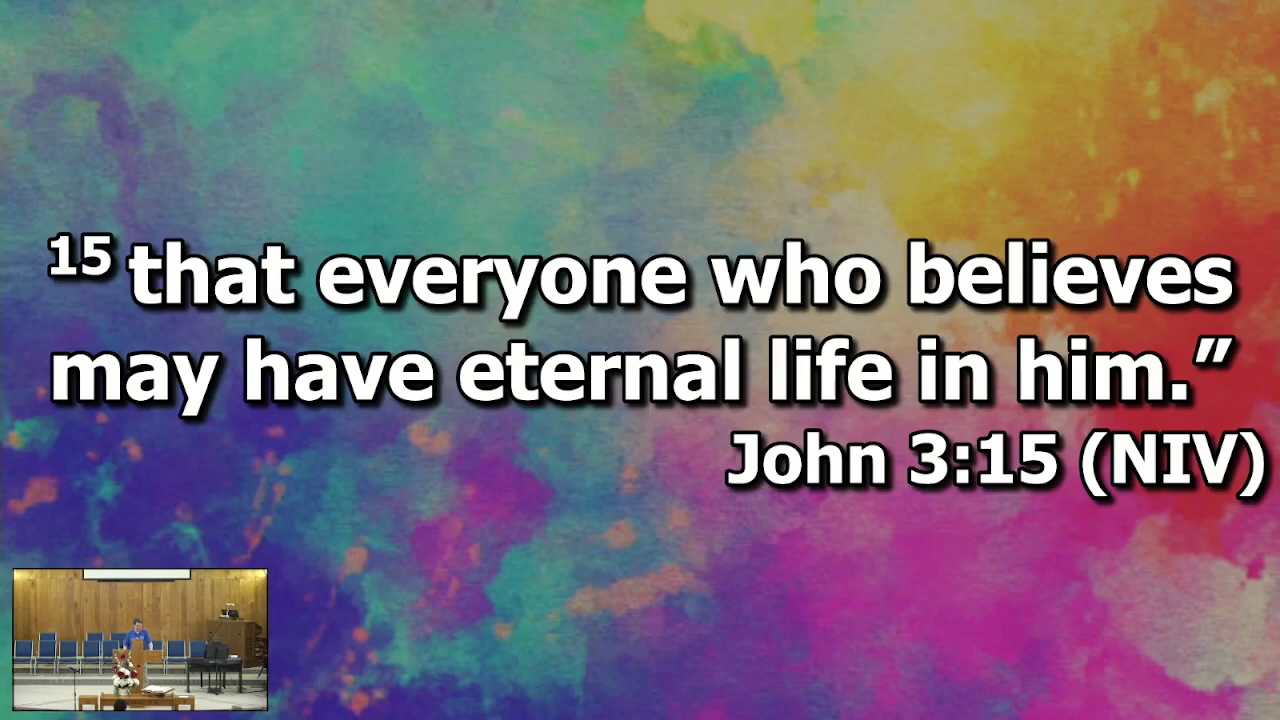 15 that everyone who believes
may have eternal life in him.”
John 3:15 (NIV)